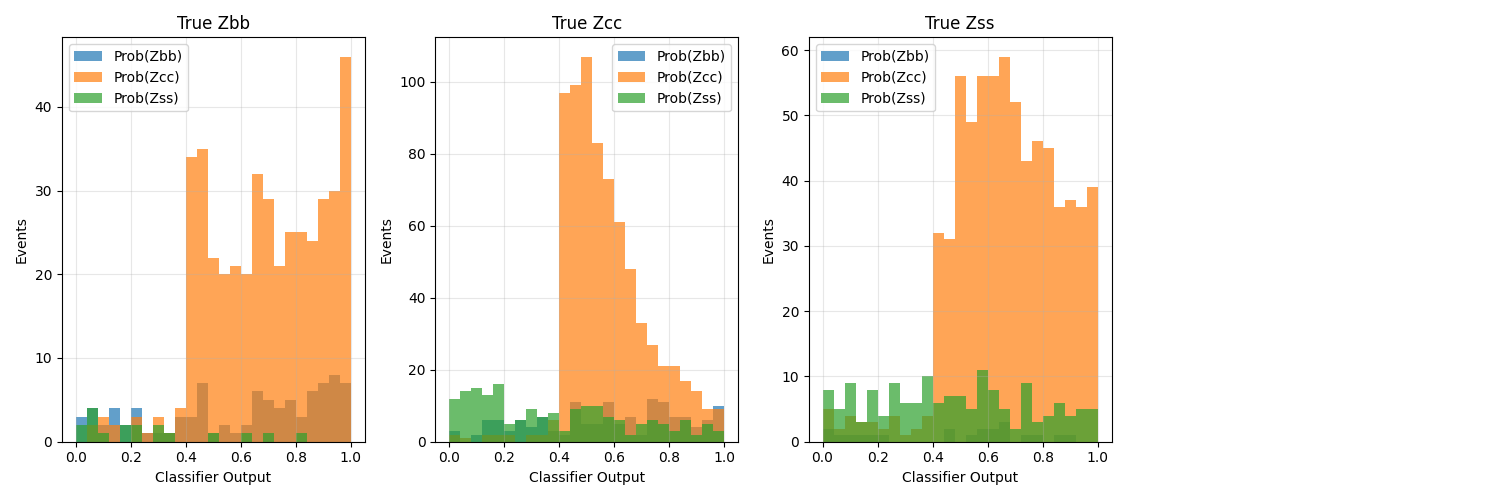 True Zbb
Prob(Zbb)
Prob(Zcc)
Prob(Zss)
Events
0
10
20
30
40
0.0 0.2 0.4 0.6 0.8 1.0
Classifier Output
True Zcc
Prob(Zbb)
Prob(Zcc)
Prob(Zss)
Events
0
20
40
60
80
100
0.0 0.2 0.4 0.6 0.8 1.0
Classifier Output
True Zss
Prob(Zbb)
Prob(Zcc)
Prob(Zss)
Events
0
10
20
30
40
50
60
0.0 0.2 0.4 0.6 0.8 1.0
Classifier Output